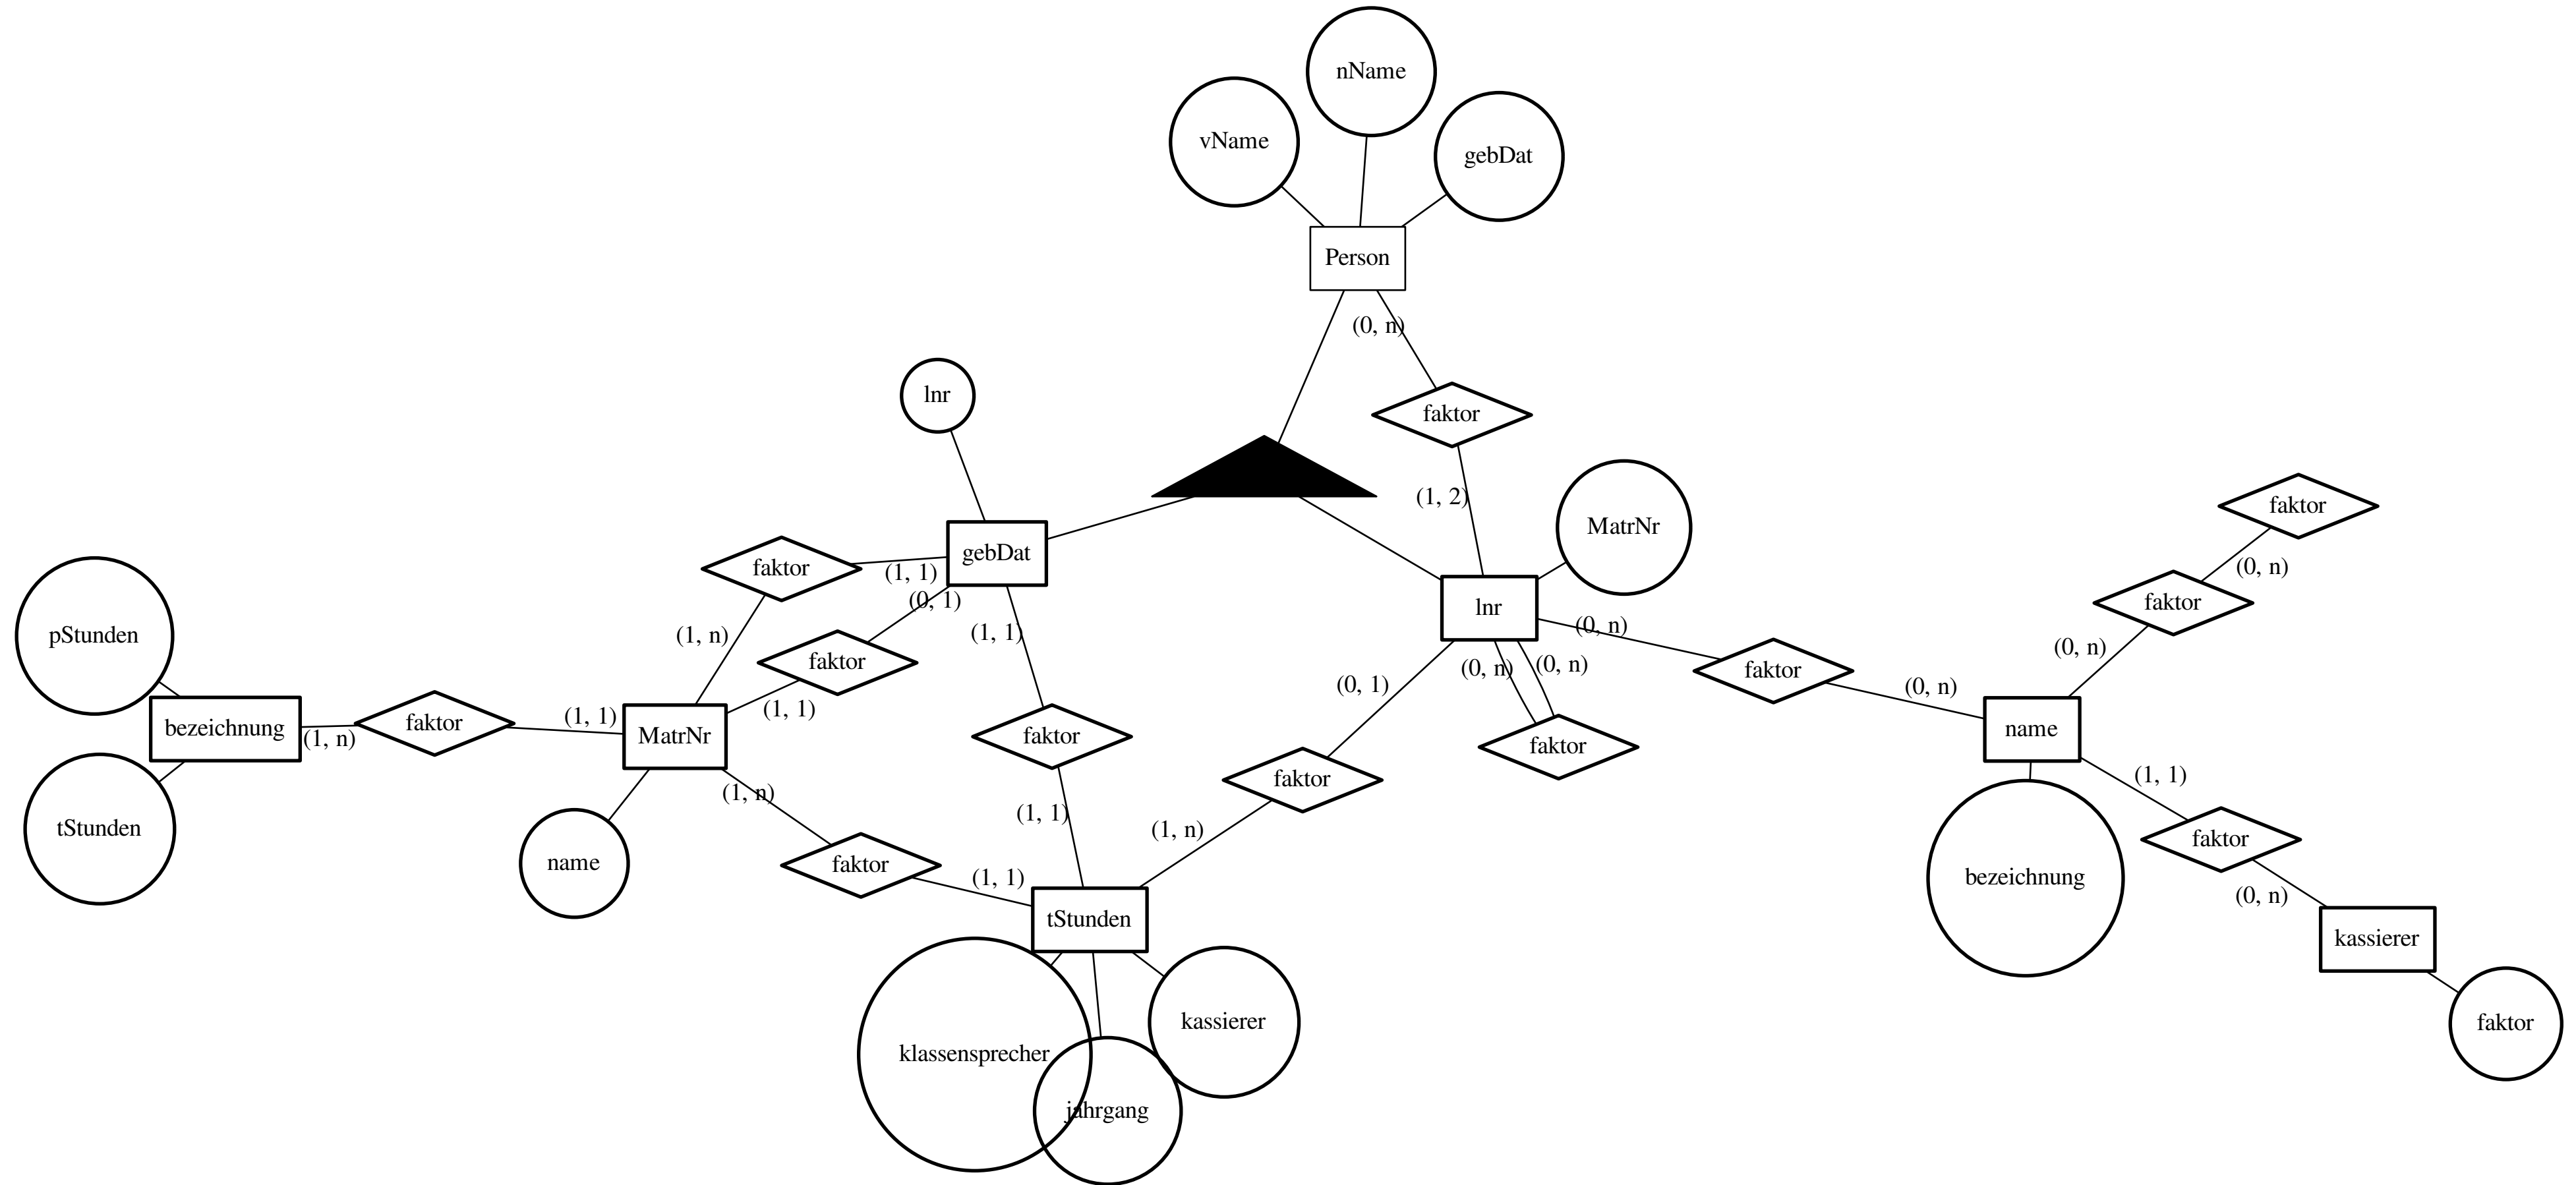 nName
vName
gebDat
Person
(0, n)
lnr
faktor
(1, 2)
MatrNr
faktor
gebDat
faktor
(1, 1)
(0, n)
(0, 1)
faktor
lnr
(0, n)
pStunden
(1, n)
(1, 1)
faktor
(0, n)
(0, n)
(0, n)
faktor
(0, 1)
faktor
(0, n)
(1, 1)
(1, 1)
bezeichnung
(1, n)
faktor
MatrNr
faktor
faktor
name
(1, n)
faktor
(1, 1)
tStunden
(1, 1)
(1, n)
faktor
name
faktor
(1, 1)
bezeichnung
(0, n)
tStunden
kassierer
kassierer
faktor
klassensprecher
jahrgang